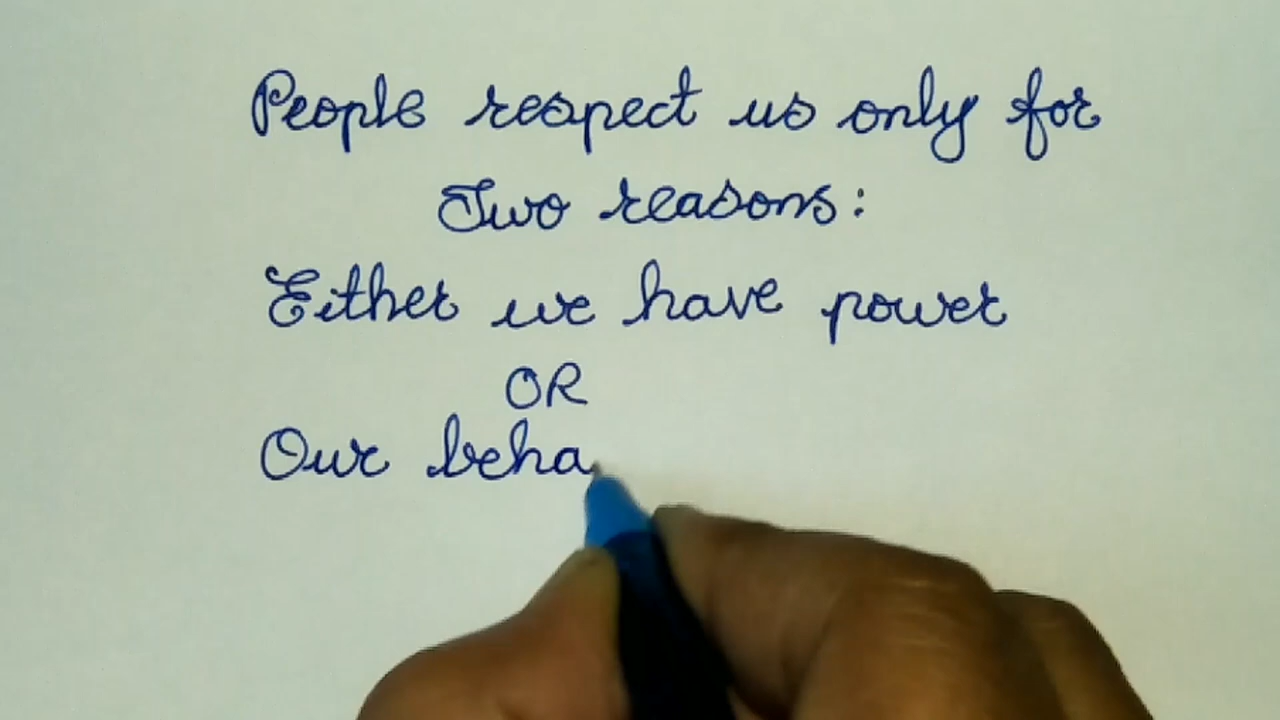 People respect us only for
Two reasons:
Either we have power
OR
Our beha